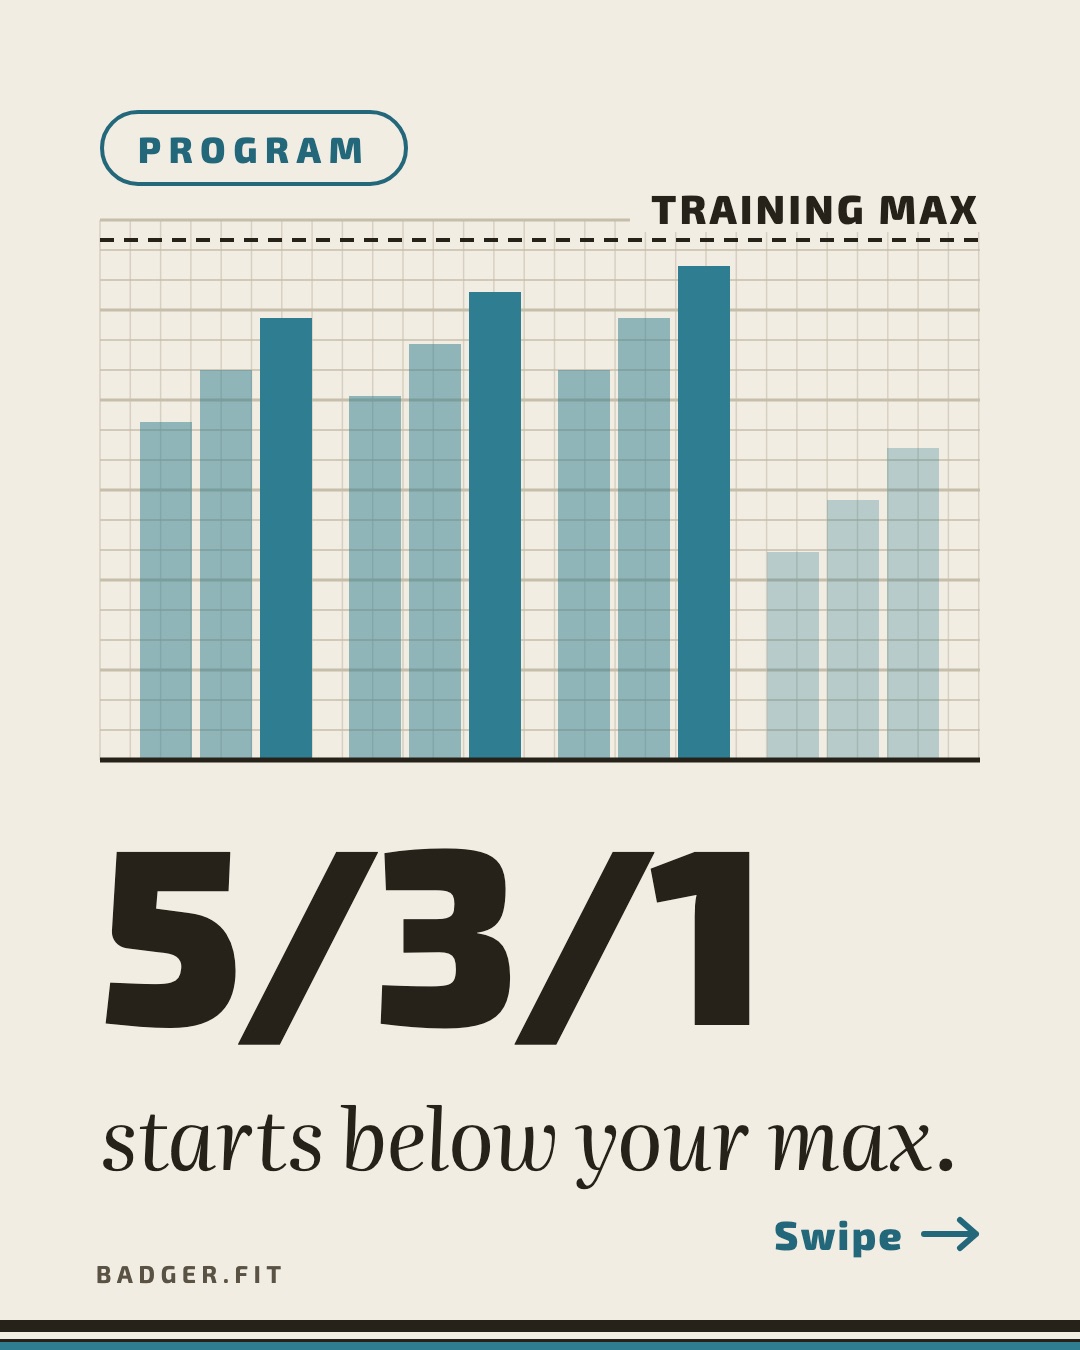 PROGRAM
TRAINING MAX
5/3/1
starts below your max.
Swipe →
BADGER.FIT